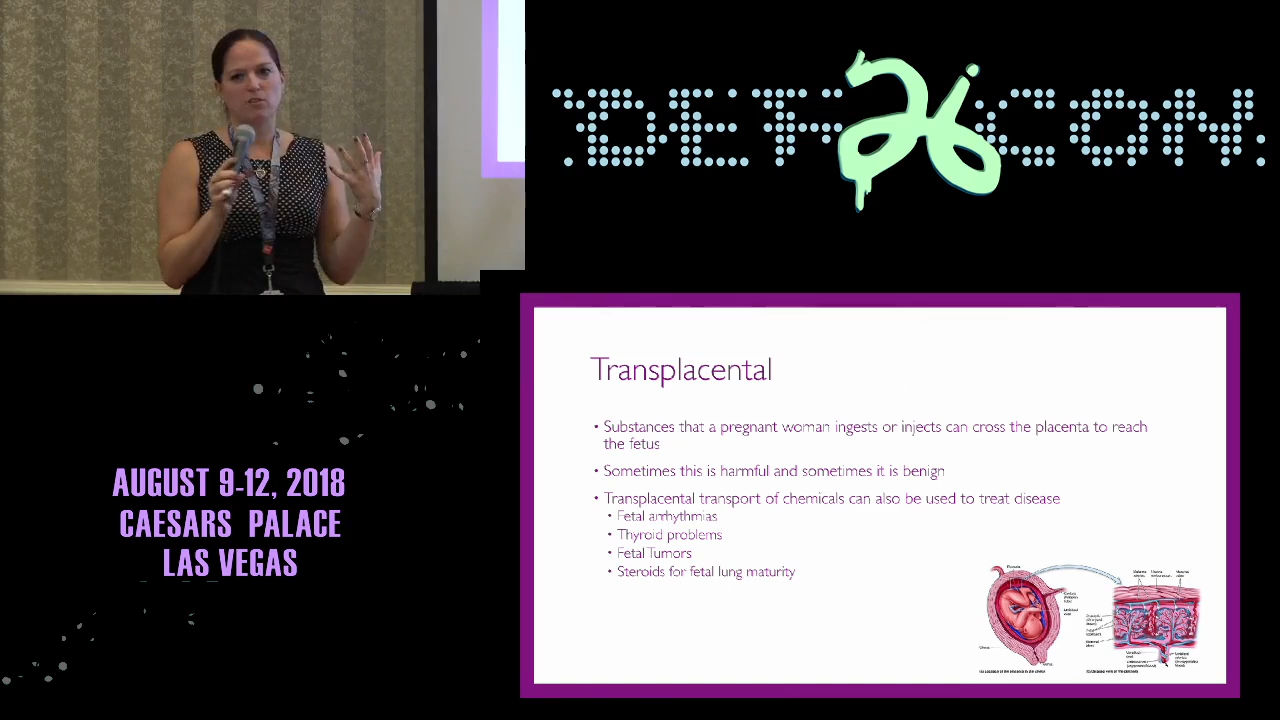 DEF CON
26
AUGUST 9-12, 2018
CAESARS PALACE
LAS VEGAS
Transplacental
• Substances that a pregnant woman ingests or injects can cross the placenta to reach
the fetus
• Sometimes this is harmful and sometimes it is benign
• Transplacental transport of chemicals can also be used to treat disease
• Fetal arrhythmias
• Thyroid problems
• Fetal Tumors
• Steroids for fetal lung maturity